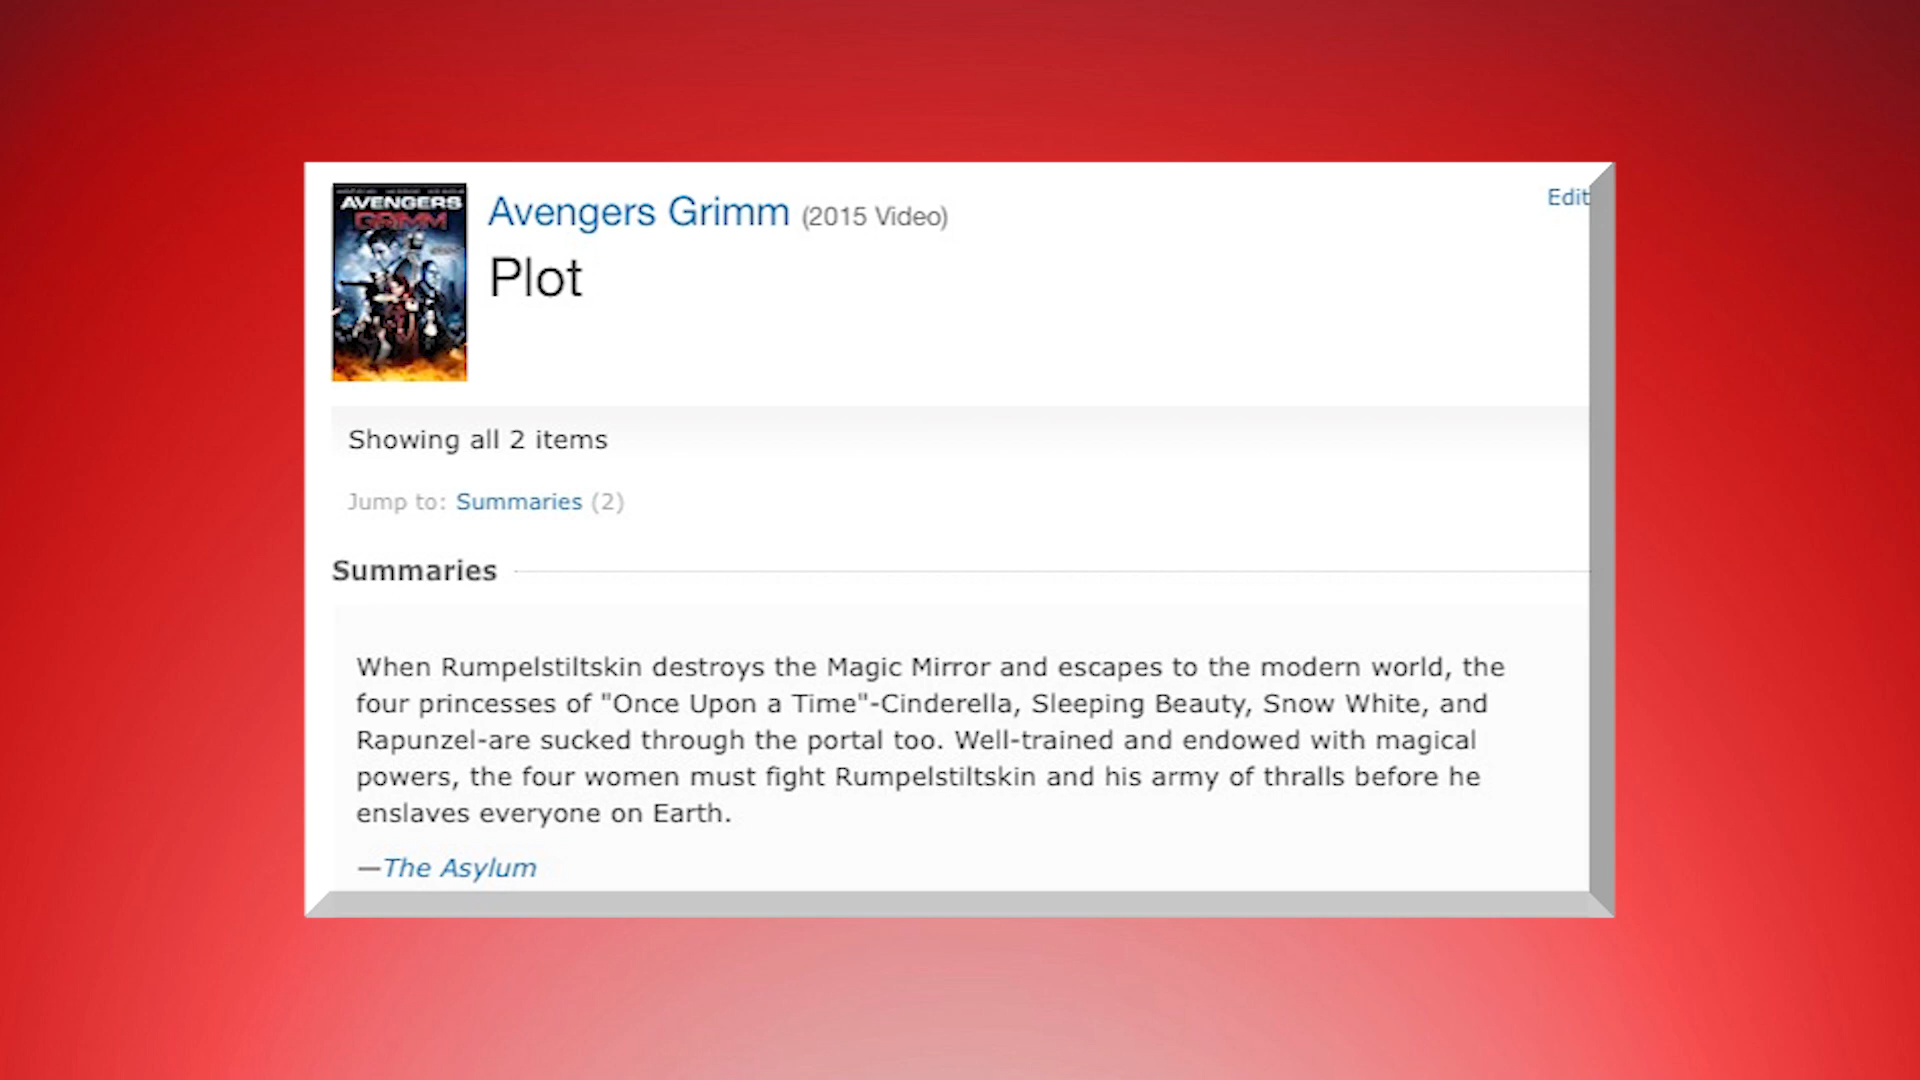 AVENGERS
GRIMM
Avengers Grimm (2015 Video)
Edit
Plot
Showing all 2 items
Jump to: Summaries (2)
Summaries
When Rumpelstiltskin destroys the Magic Mirror and escapes to the modern world, the
four princesses of "Once Upon a Time"-Cinderella, Sleeping Beauty, Snow White, and
Rapunzel-are sucked through the portal too. Well-trained and endowed with magical
powers, the four women must fight Rumpelstiltskin and his army of thralls before he
enslaves everyone on Earth.
—The Asylum